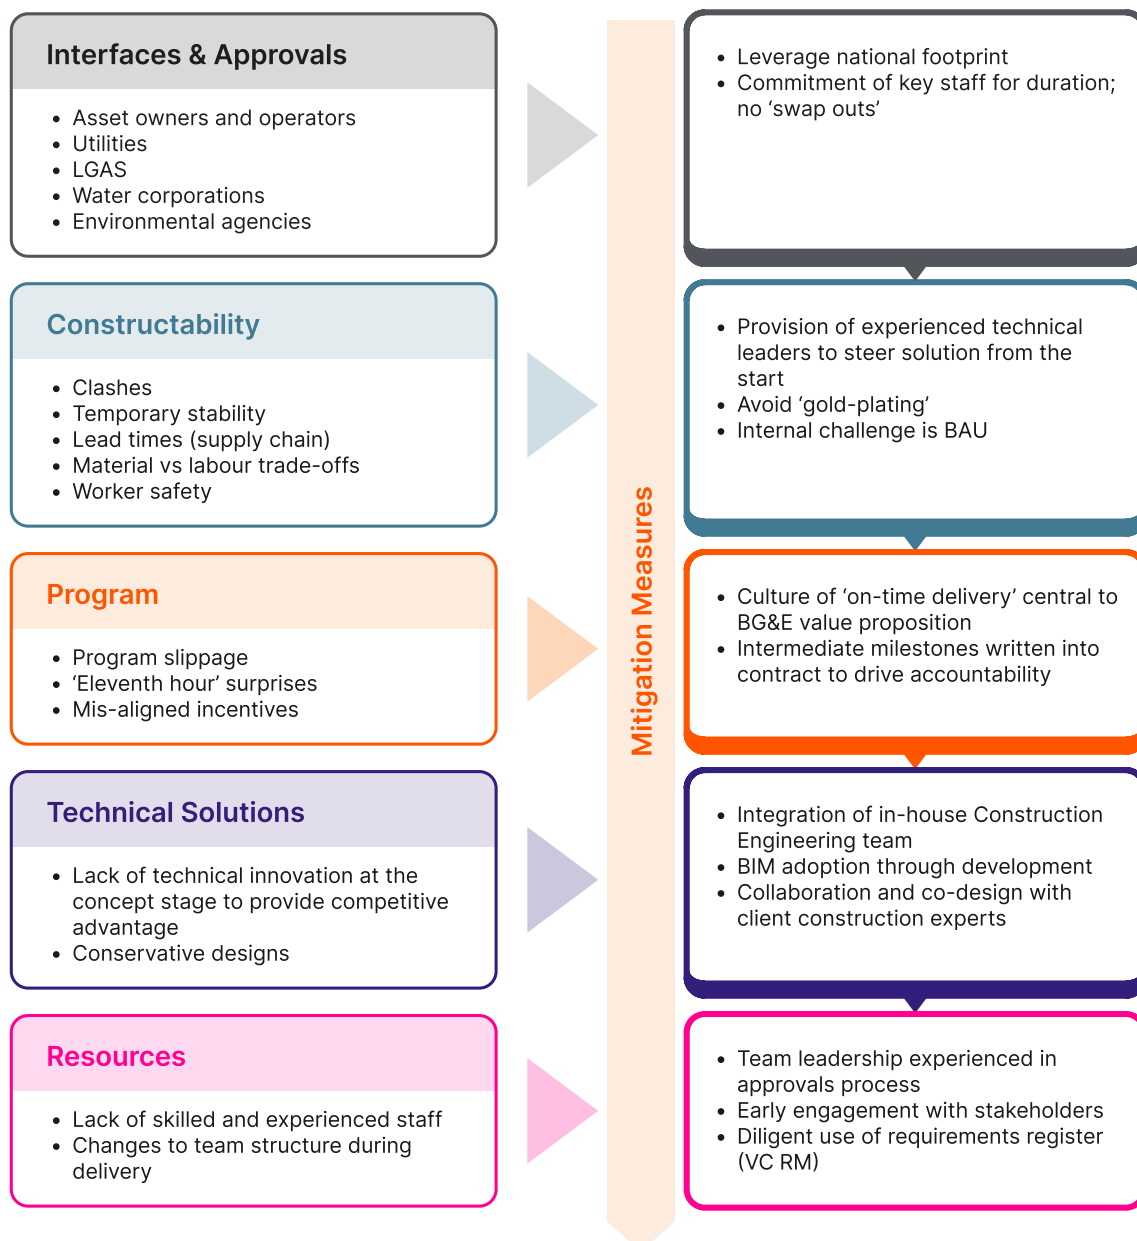 Interfaces & Approvals
• Asset owners and operators
• Utilities
• LGAS
• Water corporations
• Environmental agencies
• Leverage national footprint
• Commitment of key staff for duration;
no ‘swap outs’
Constructability
• Clashes
• Temporary stability
• Lead times (supply chain)
• Material vs labour trade-offs
• Worker safety
• Provision of experienced technical
leaders to steer solution from the
start
• Avoid ‘gold-plating’
• Internal challenge is BAU
Mitigation Measures
Program
• Program slippage
• ‘Eleventh hour’ surprises
• Mis-aligned incentives
• Culture of ‘on-time delivery’ central to
BG&E value proposition
• Intermediate milestones written into
contract to drive accountability
Technical Solutions
• Lack of technical innovation at the
concept stage to provide competitive
advantage
• Conservative designs
• Integration of in-house Construction
Engineering team
• BIM adoption through development
• Collaboration and co-design with
client construction experts
Resources
• Lack of skilled and experienced staff
• Changes to team structure during
delivery
• Team leadership experienced in
approvals process
• Early engagement with stakeholders
• Diligent use of requirements register
(VC RM)